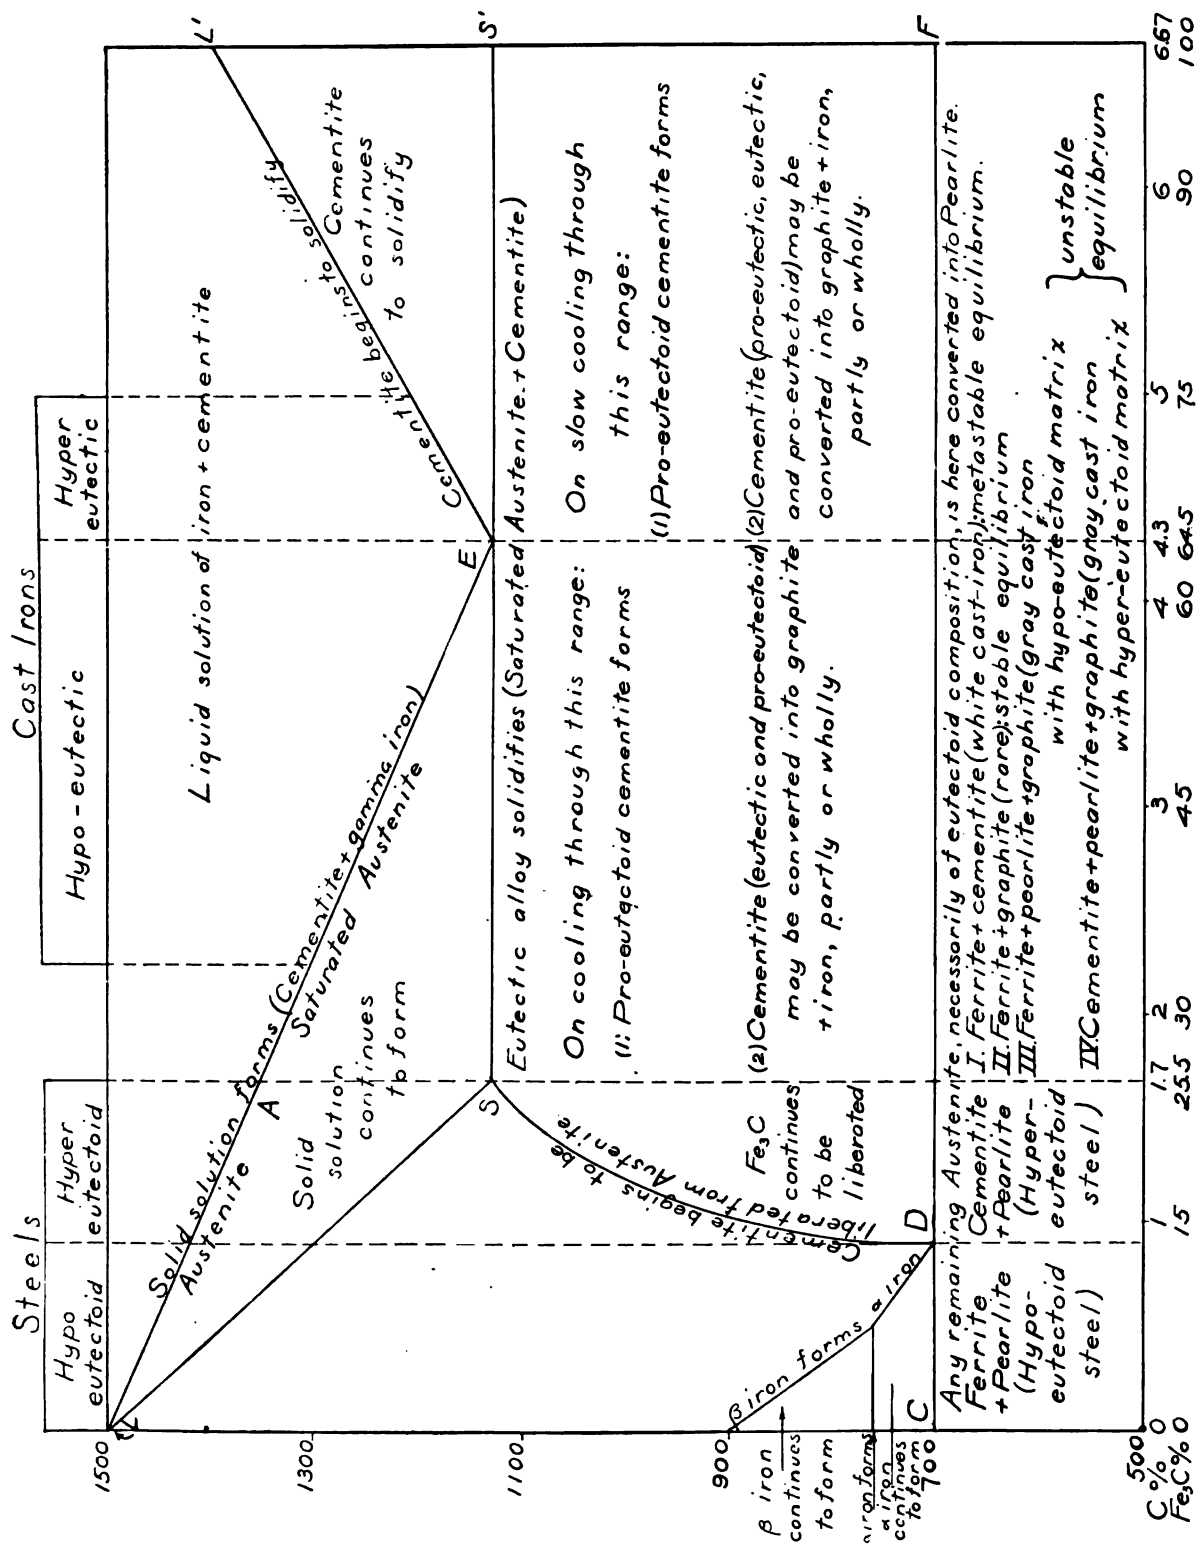 Steels
Cast Irons
Hypo
eutectoid
Hyper
eutectoid
Hypo-eutectic
Hyper
eutectic
1500
1300
1100
900
700
500
L
L'
S'
Liquid solution of iron + cementite
Solid solution forms (Cementite + gamma iron)
Austenite
Saturated Austenite
A
Solid
solution
continues
to form
Solid solution
continues
to form
E
Cementite begins to solidify
Cementite
continues
to
solidify
S
Eutectic alloy solidifies (Saturated Austenite + Cementite)
On cooling through this range:
(1) Pro-eutectoid cementite forms
On slow cooling through
this range:
(1) Pro-eutectoid cementite forms
Cementite begins to be
liberated from Austenite
Fe3C
continues
to be
liberated
(2) Cementite (eutectic and pro-eutectoid)
may be converted into graphite
+iron, partly or wholly.
(2) Cementite (pro-eutectic, eutectic,
and pro-eutectoid) may be
converted into graphite + iron,
partly or wholly.
β iron forms
α iron
β iron
continues
to form
α iron forms
α iron
continues
to form
C
D
F
Any remaining Austenite, necessarily of eutectoid composition, is here converted into Pearlite.
Ferrite
+Pearlite
(Hypo-
eutectoid
steel)
Cementite
+Pearlite
(Hyper-
eutectoid
steel)
I. Ferrite + cementite (white cast-iron); metastable equilibrium.
II. Ferrite + graphite (rare); stable equilibrium
III. Ferrite + pearlite + graphite (gray cast iron
with hypo-eutectoid matrix
IV. Cementite + pearlite + graphite (gray cast iron
with hyper-eutectoid matrix
unstable
equilibrium
C% 0 1 1.7 2 3 4 4.3 5 6 6.67
Fe3C% 0 15 25.5 30 45 60 64.5 75 90 100